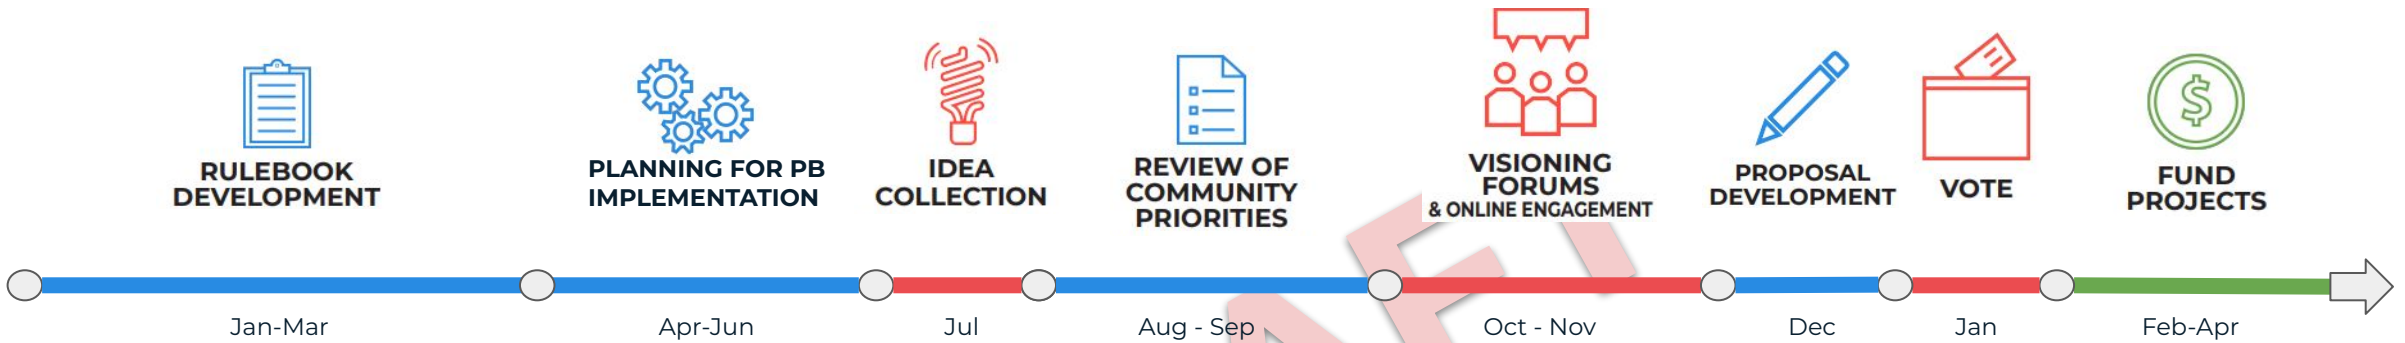 RULEBOOK
DEVELOPMENT
PLANNING FOR PB
IMPLEMENTATION
IDEA
COLLECTION
REVIEW OF
COMMUNITY
PRIORITIES
VISIONING
FORUMS
& ONLINE ENGAGEMENT
PROPOSAL
DEVELOPMENT
VOTE
$
FUND
PROJECTS
Jan-Mar
Apr-Jun
Jul
Aug - Sep
Oct - Nov
Dec
Jan
Feb-Apr